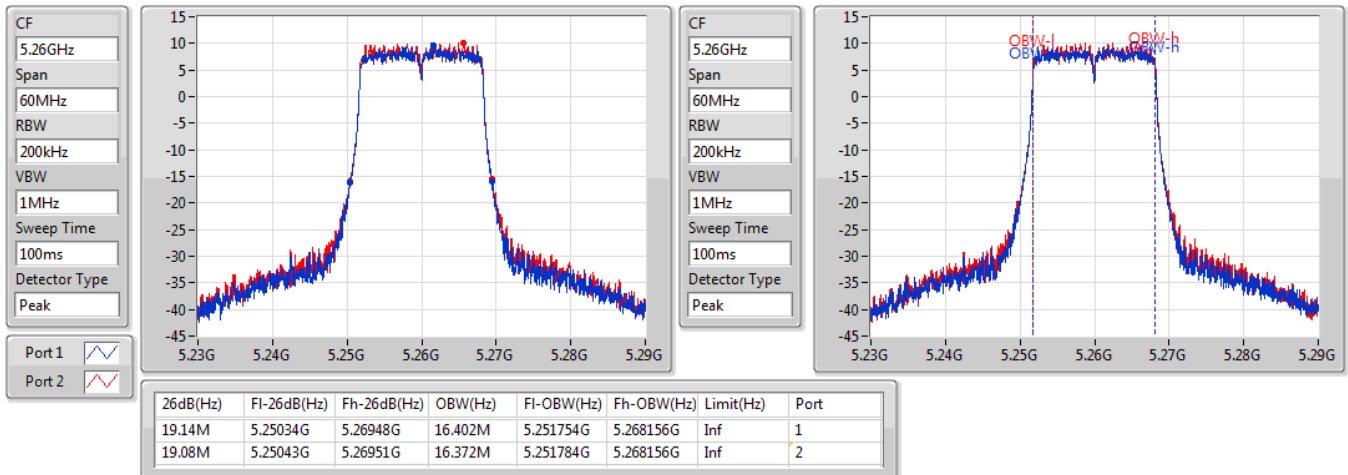 CF
5.26GHz
Span
60MHz
RBW
200kHz
VBW
1MHz
Sweep Time
100ms
Detector Type
Peak
Port 1
Port 2
15
10
5
0
-5
-10
-15
-20
-25
-30
-35
-40
-45
5.23G 5.24G 5.25G 5.26G 5.27G 5.28G 5.29G
CF
5.26GHz
Span
60MHz
RBW
200kHz
VBW
1MHz
Sweep Time
100ms
Detector Type
Peak
15
10
5
0
-5
-10
-15
-20
-25
-30
-35
-40
-45
OBW-l OBW-h
OBW OBW-h
5.23G 5.24G 5.25G 5.26G 5.27G 5.28G 5.29G
26dB(Hz) Fl-26dB(Hz) Fh-26dB(Hz) OBW(Hz) Fl-OBW(Hz) Fh-OBW(Hz) Limit(Hz) Port
19.14M 5.25034G 5.26948G 16.402M 5.251754G 5.268156G Inf 1
19.08M 5.25043G 5.26951G 16.372M 5.251784G 5.268156G Inf 2